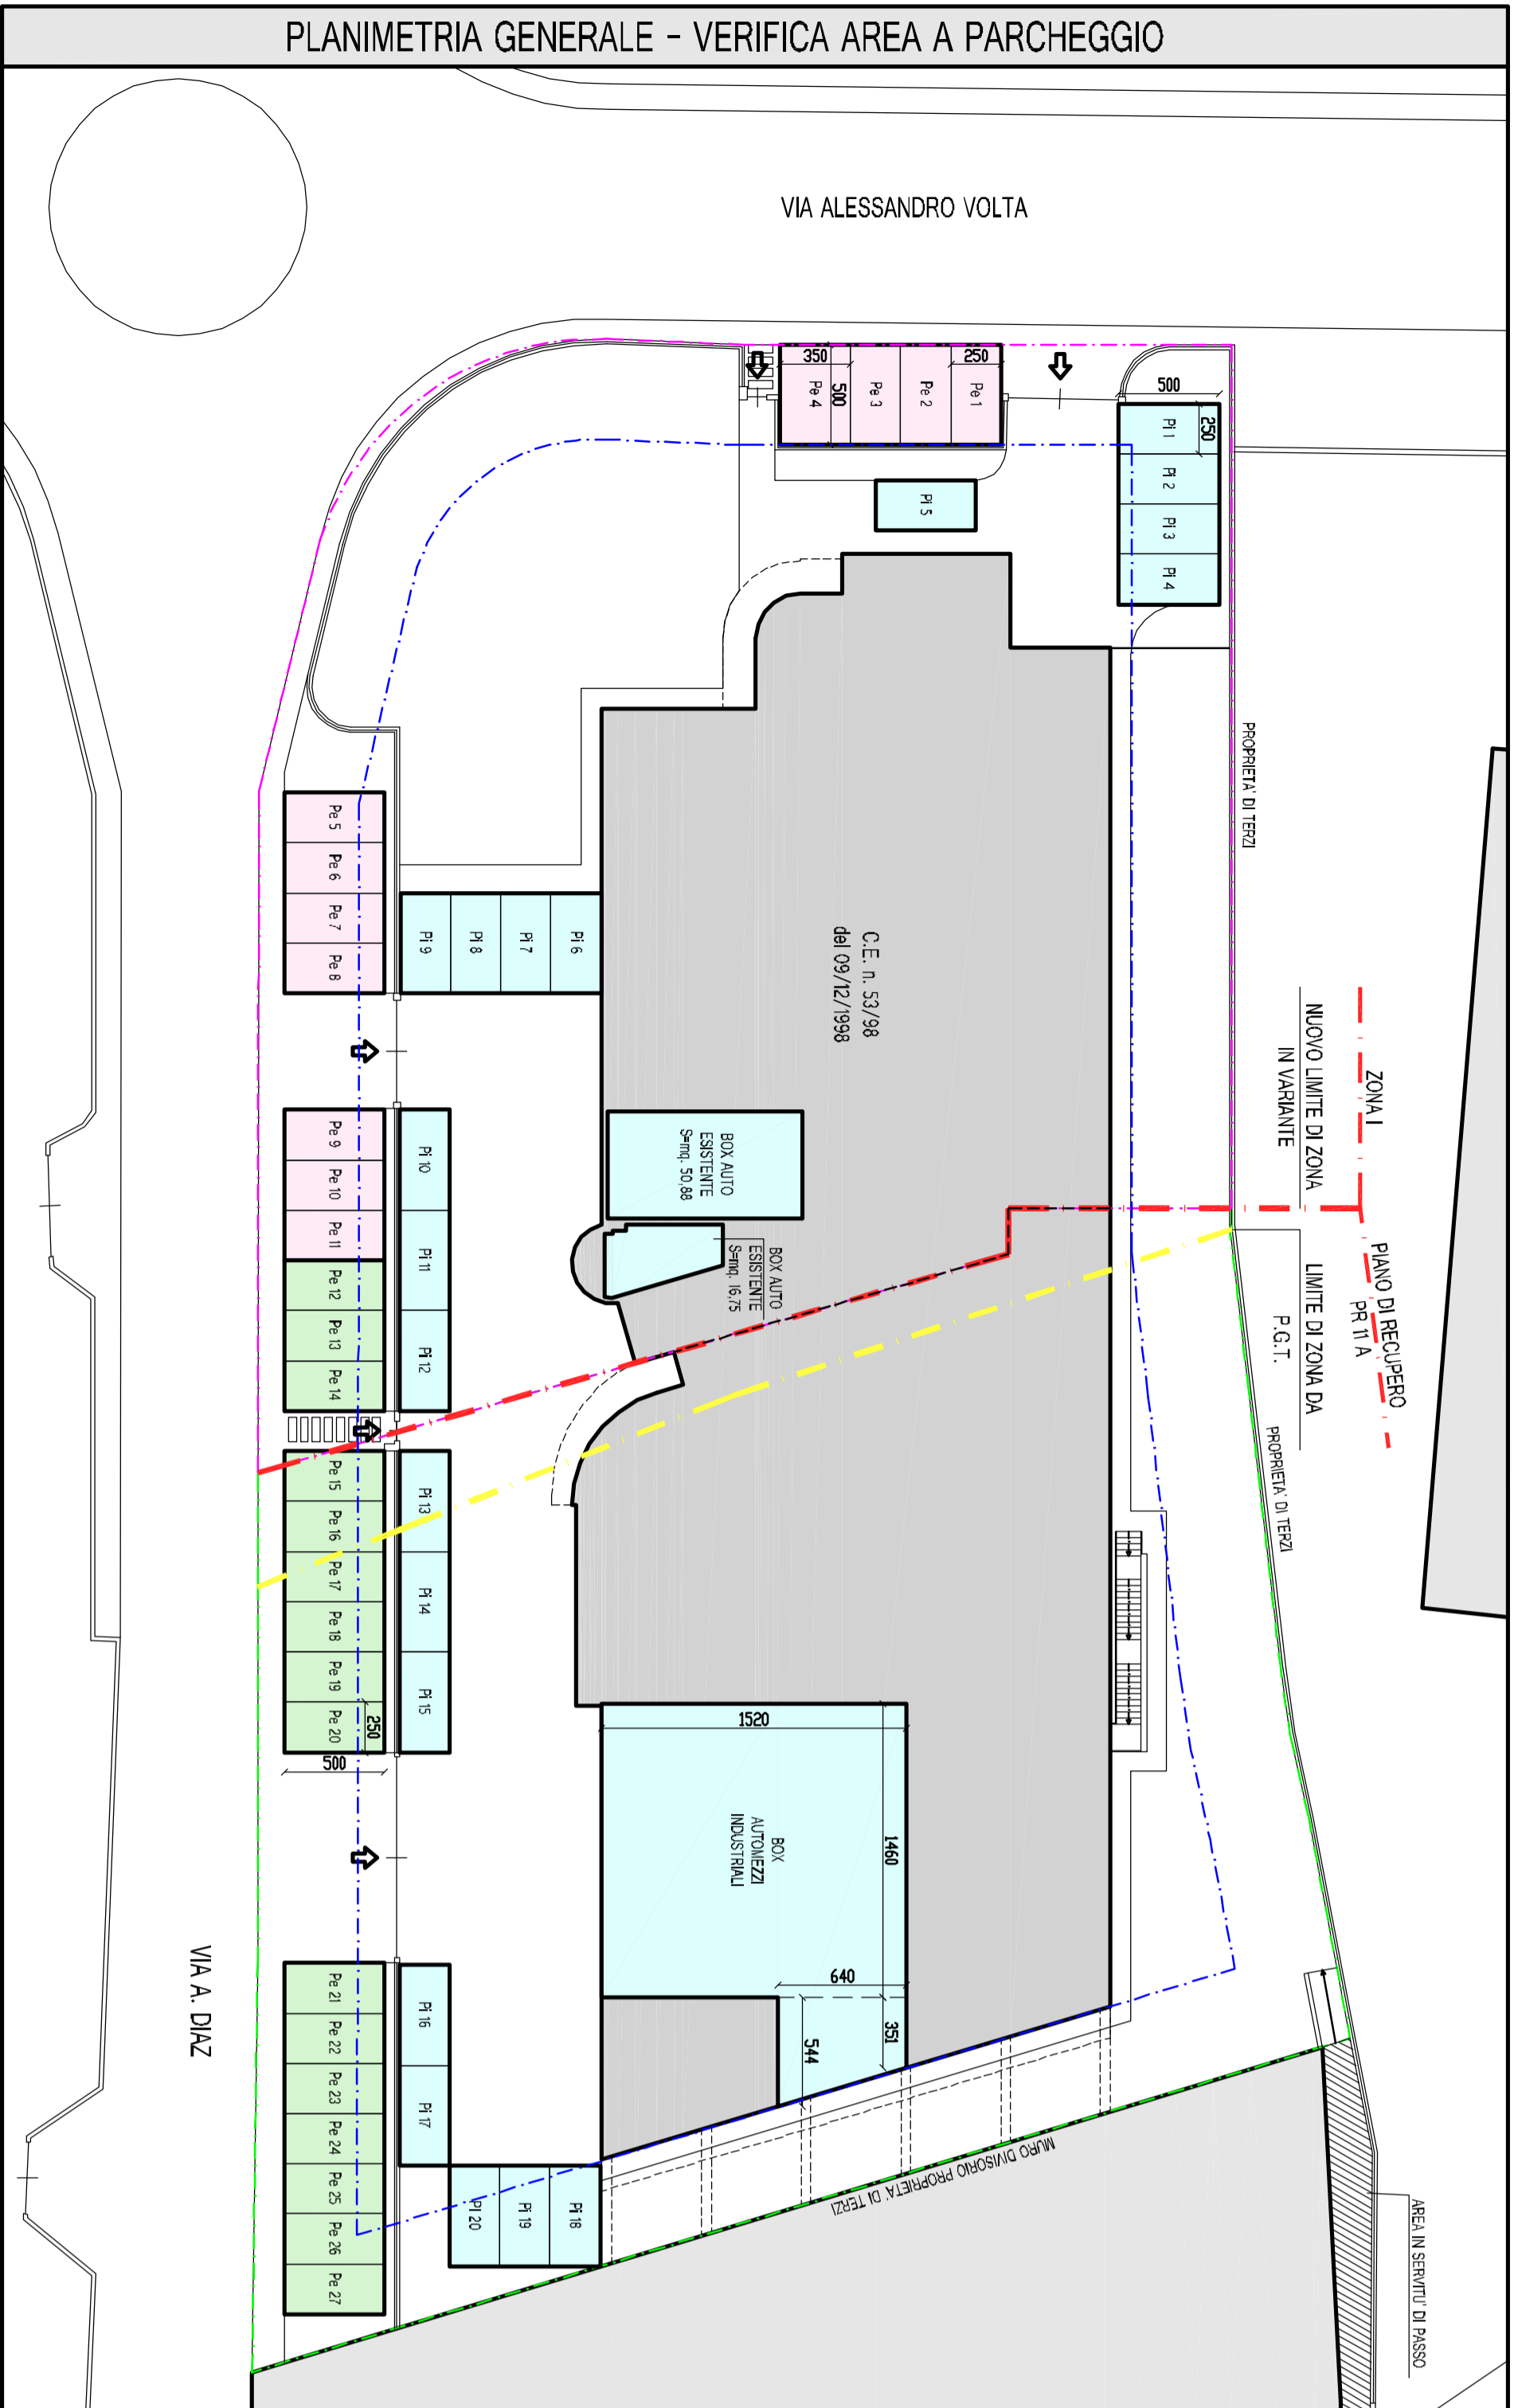 PLANIMETRIA GENERALE - VERIFICA AREA A PARCHEGGIO
VIA ALESSANDRO VOLTA
350
500
250
Pe 4
Pe 3
Pe 2
Pe 1
500
250
Pi 1
Pi 2
Pi 3
Pi 4
Pi 5
PROPRIETA' DI TERZI
Pe 5
Pe 6
Pe 7
Pe 8
Pi 9
Pi 8
Pi 7
Pi 6
C.E. n. 53/98
del 09/12/1998
ZONA I
NUOVO LIMITE DI ZONA
IN VARIANTE
PIANO DI RECUPERO
PR 11 A
LIMITE DI ZONA DA
P.G.T.
PROPRIETA' DI TERZI
BOX AUTO
ESISTENTE
S=mq. 50,88
BOX AUTO
ESISTENTE
S=mq. 16,75
Pe 9
Pe 10
Pe 11
Pe 12
Pe 13
Pe 14
Pi 10
Pi 11
Pi 12
Pe 15
Pe 16
Pe 17
Pe 18
Pe 19
Pe 20
250
500
Pi 13
Pi 14
Pi 15
1520
1460
BOX
AUTOMEZZI
INDUSTRIALI
640
351
544
VIA A. DIAZ
Pe 21
Pe 22
Pe 23
Pe 24
Pe 25
Pe 26
Pe 27
Pi 16
Pi 17
PI 20
Pi 19
Pi 18
MURO DIVISORIO PROPRIETA' DI TERZI
AREA IN SERVITU' DI PASSO